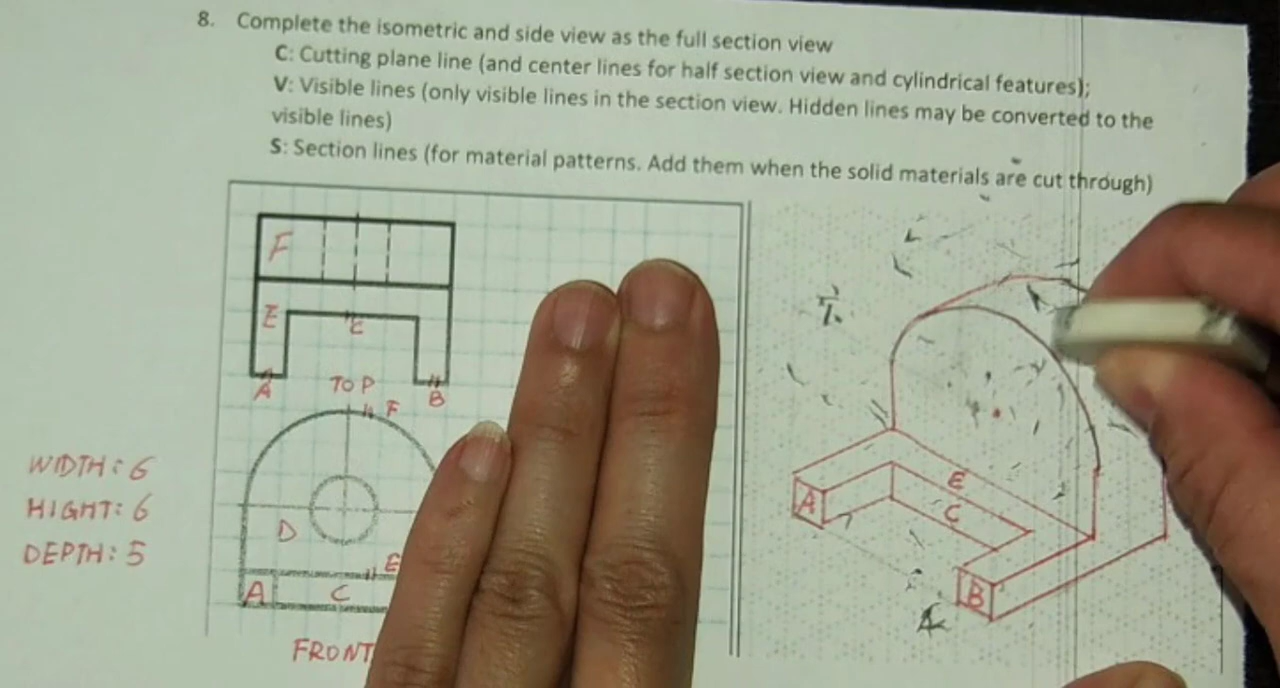 8. Complete the isometric and side view as the full section view
C: Cutting plane line (and center lines for half section view and cylindrical features);
V: Visible lines (only visible lines in the section view. Hidden lines may be converted to the
visible lines)
S: Section lines (for material patterns. Add them when the solid materials are cut through)
F
E
C
A
TOP
B
F
WIDTH: 6
HIGHT: 6
DEPTH: 5
D
E
A
C
FRONT
E
A
C
B